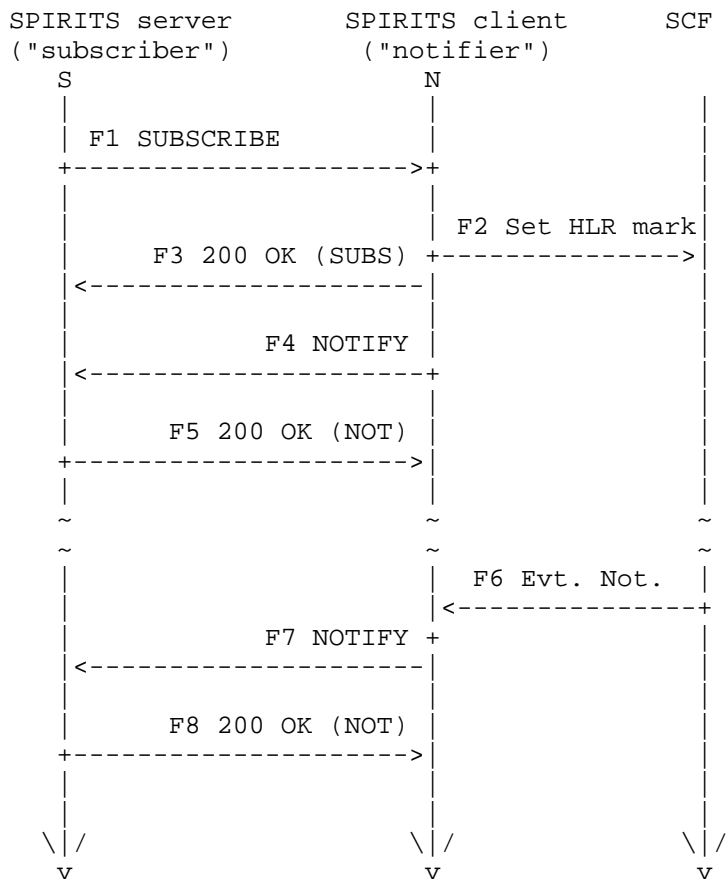 SPIRITS server SPIRITS client SCF
("subscriber") ("notifier")
S N
F1 SUBSCRIBE
F2 Set HLR mark
F3 200 OK (SUBS)
F4 NOTIFY
F5 200 OK (NOT)
F6 Evt. Not.
F7 NOTIFY
F8 200 OK (NOT)
v v v